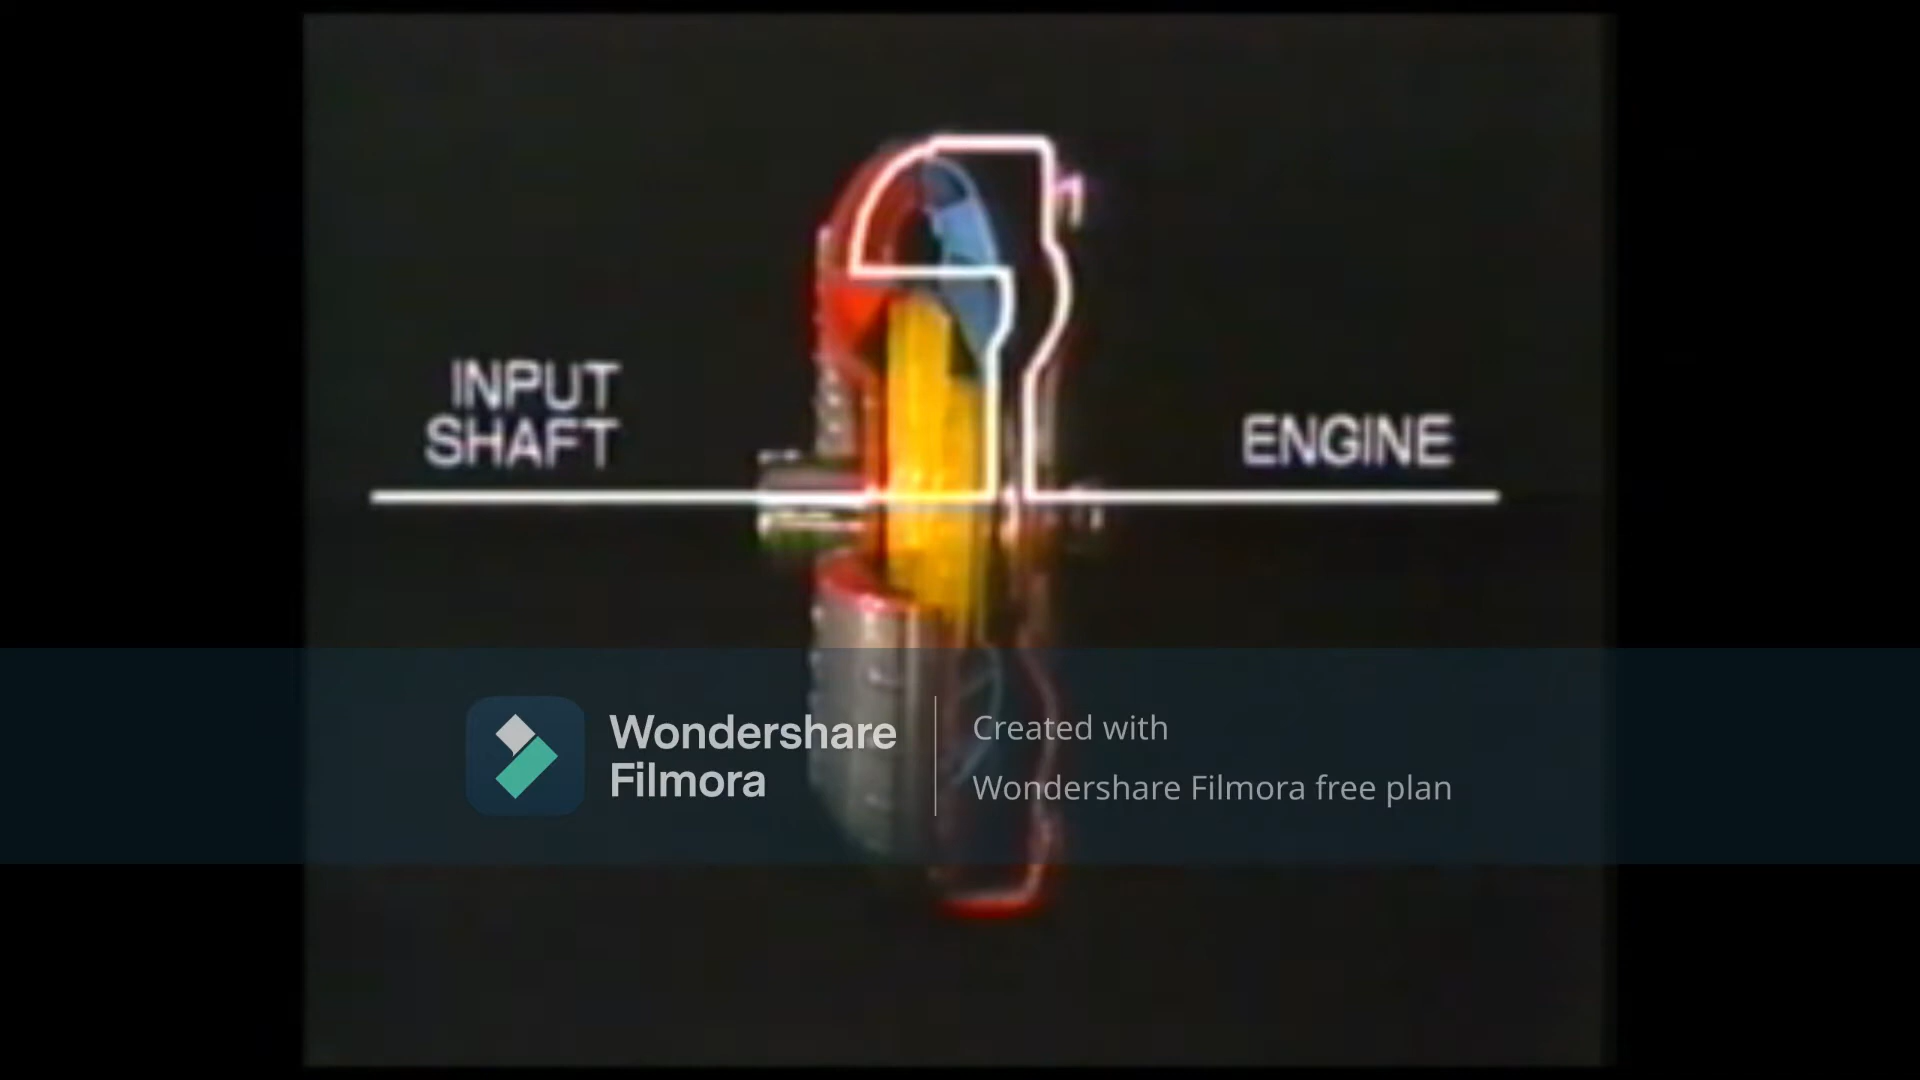 INPUT
SHAFT
ENGINE
Wondershare
Filmora
Created with
Wondershare Filmora free plan